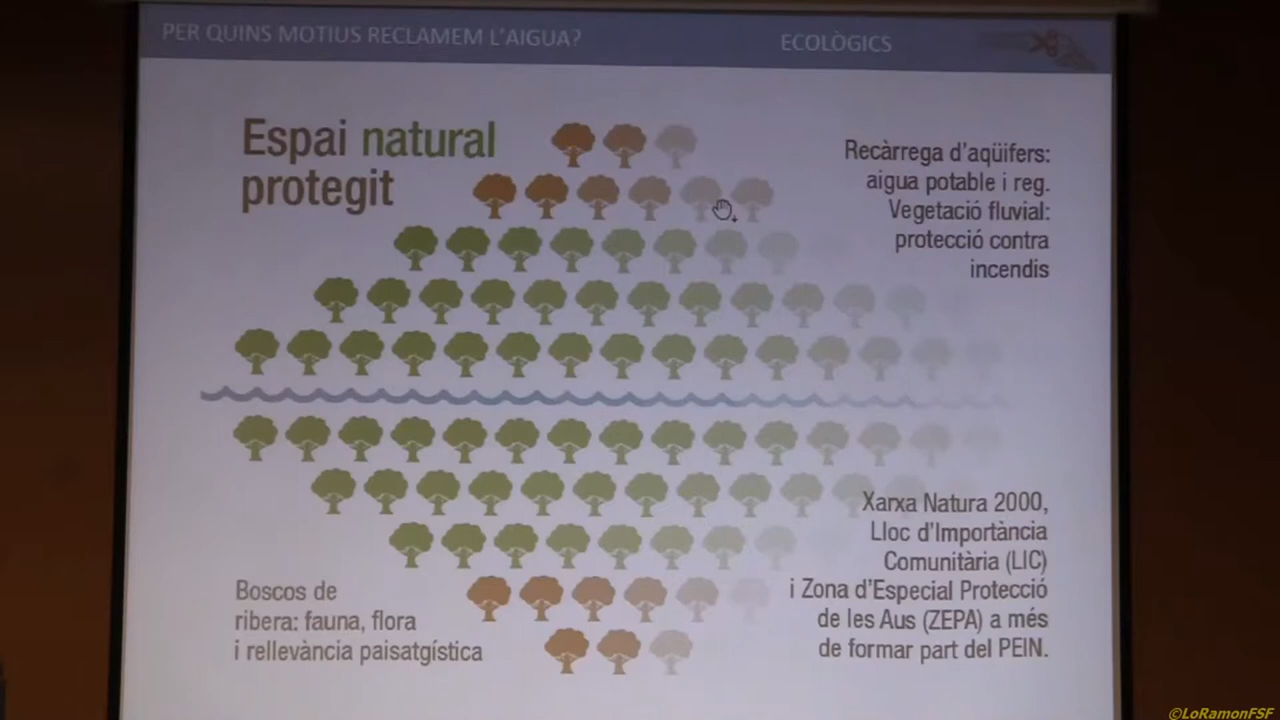 PER QUINS MOTIUS RECLAMEM L'AIGUA?
ECOLÒGICS
Espai natural
protegit
Recàrrega d'aqüifers:
aigua potable i reg.
Vegetació fluvial:
protecció contra
incendis
Boscos de
ribera: fauna, flora
i rellevància paisatgística
Xarxa Natura 2000,
Lloc d'Importància
Comunitària (LIC)
i Zona d'Especial Protecció
de les Aus (ZEPA) a més
de formar part del PEIN.
©LoRamonFSF